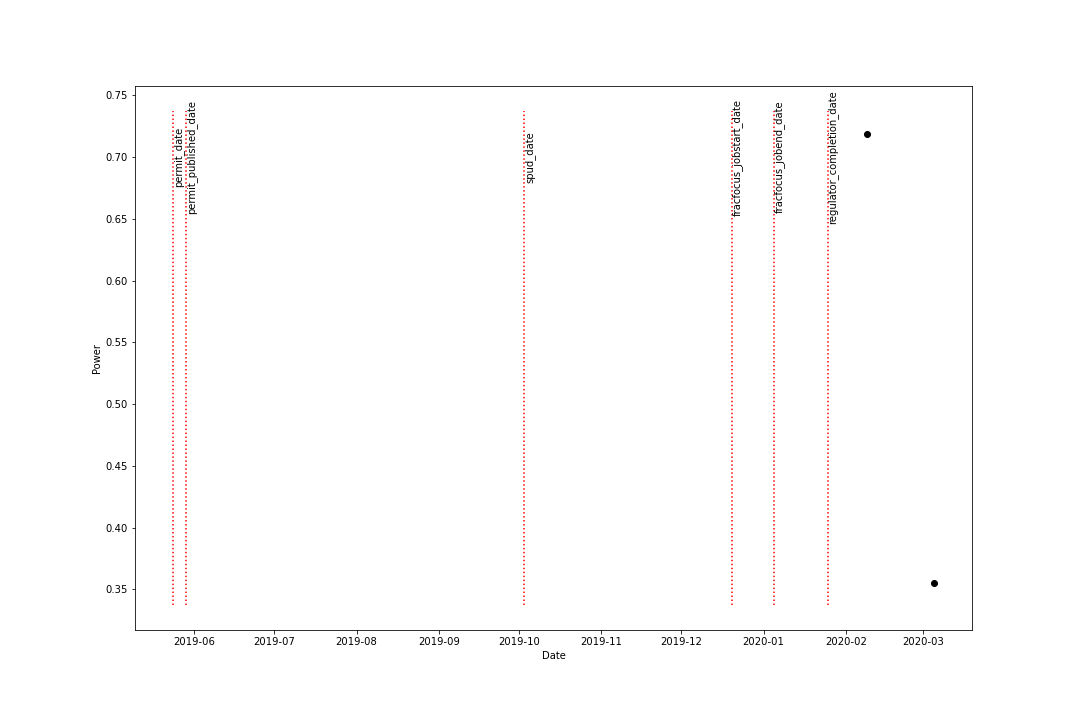 0.75
0.70
0.65
0.60
0.55
0.50
0.45
0.40
0.35
Power
permit_date
permit_published_date
spud_date
fracfocus_jobstart_date
fracfocus_jobend_date
regulator_completion_date
2019-06
2019-07
2019-08
2019-09
2019-10
2019-11
2019-12
2020-01
2020-02
2020-03
Date